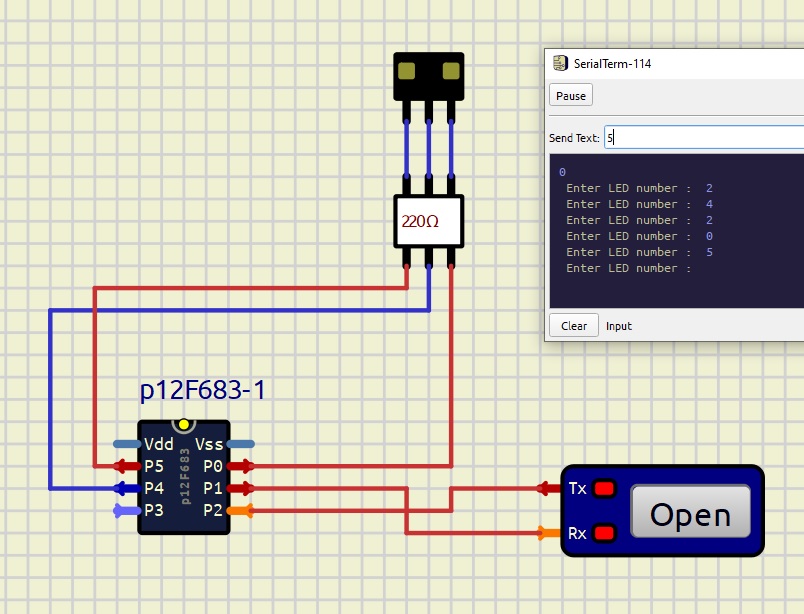 SerialTerm-114
Pause
Send Text: 5
0
Enter LED number : 2
Enter LED number : 4
Enter LED number : 2
Enter LED number : 0
Enter LED number : 5
Enter LED number :
Clear Input
220Ω
p12F683-1
Vdd Vss
P5 P0
P4 P1
P3 P2
p12F683
Tx
Open
Rx